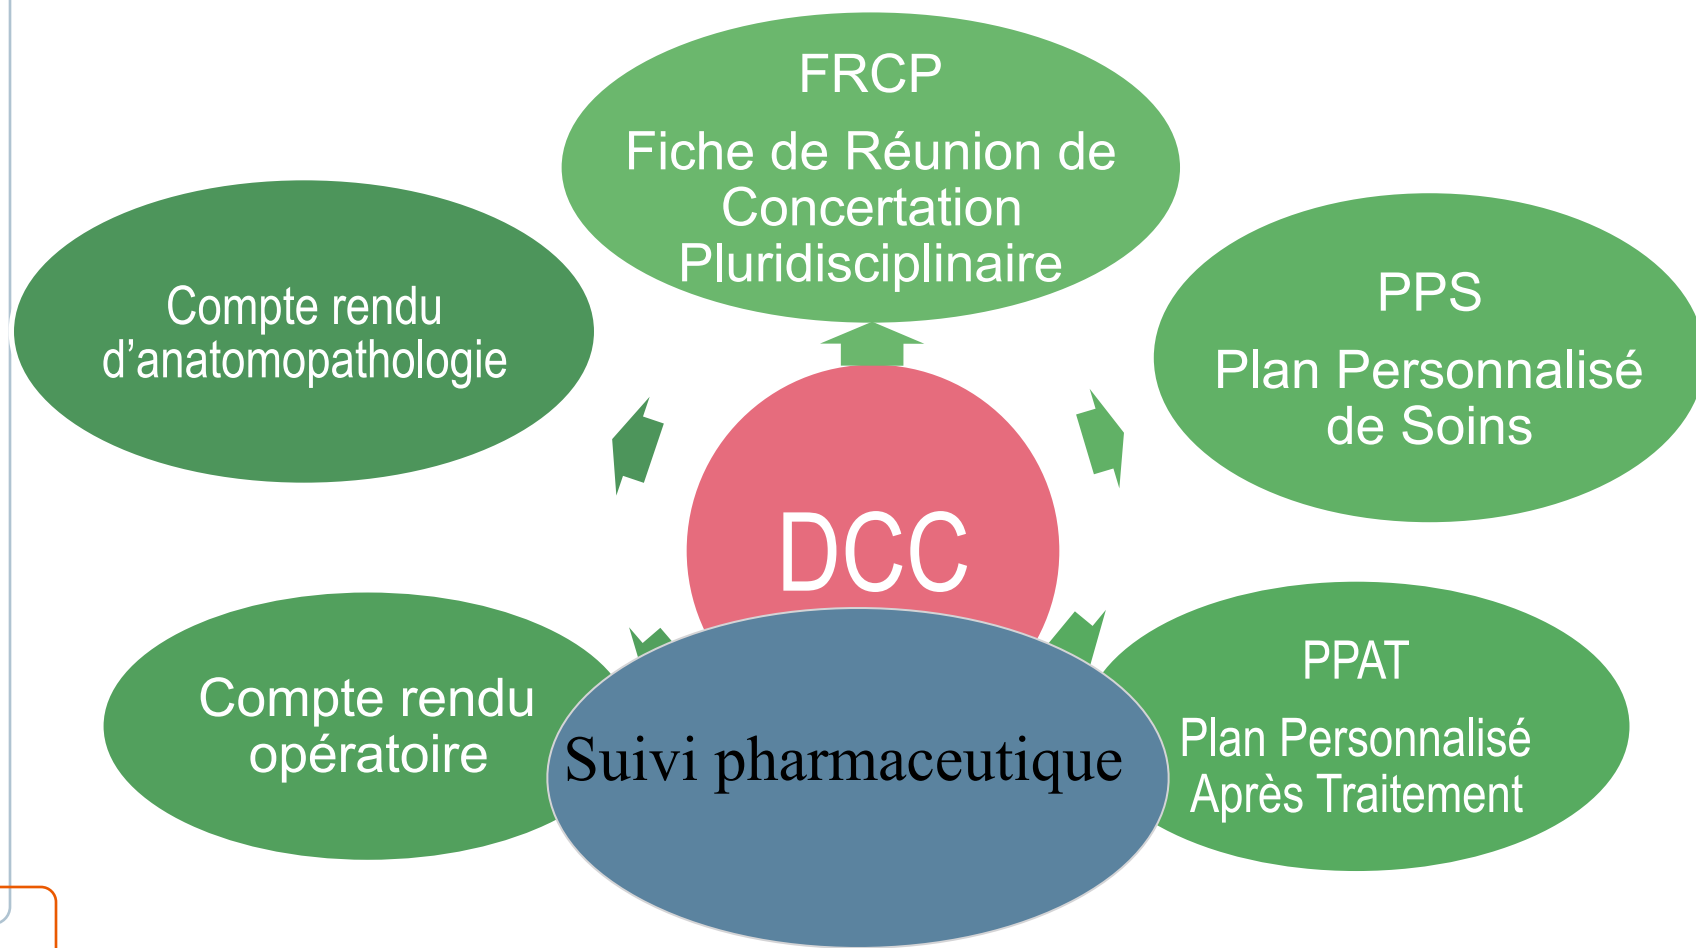 FRCP
Fiche de Réunion de
Concertation
Pluridisciplinaire
PPS
Plan Personnalisé
de Soins
PPAT
Plan Personnalisé
Après Traitement
Suivi pharmaceutique
Compte rendu
opératoire
Compte rendu
d’anatomopathologie
DCC